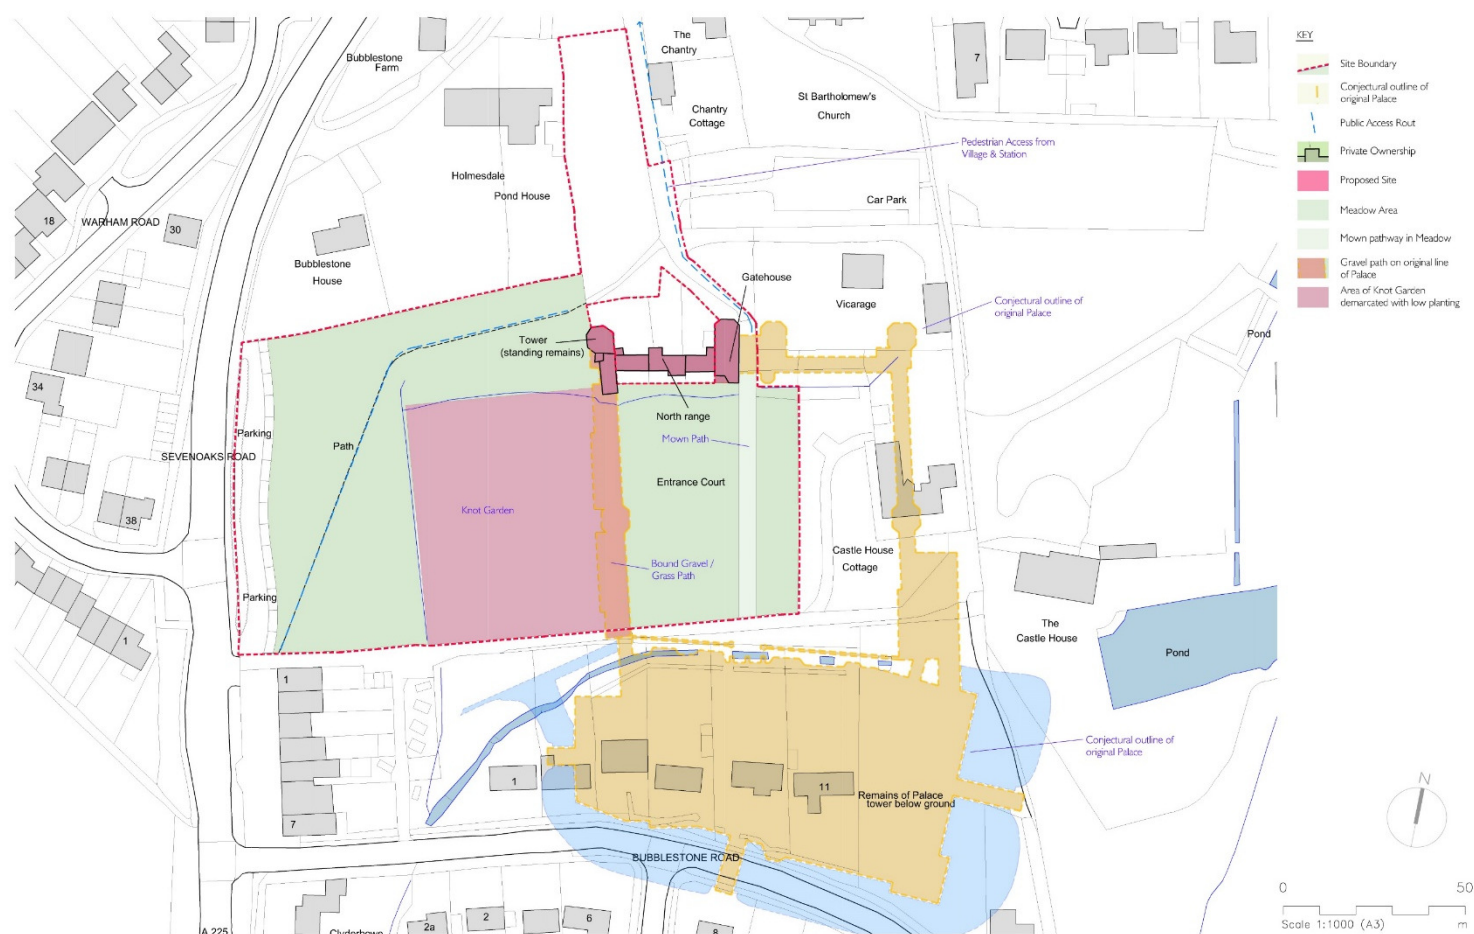 The
Chantry
7
KEY
Bubblestone
Farm
Site Boundary
Conjectural outline of
original Palace
St Bartholomew's
Church
Chantry
Cottage
Public Access Rout
Pedestrian Access from
Village & Station
Private Ownership
Holmesdale
Proposed Site
Pond House
Car Park
Meadow Area
18
WARHAM ROAD
30
Mown pathway in Meadow
Bubblestone
House
Gravel path on original line
of Palace
Gatehouse
Area of Knot Garden
demarcated with low planting
Vicarage
Conjectural outline of
original Palace
Tower
(standing remains)
Pond
34
North range
Parking
Path
Mown Path
SEVENOAKS ROAD
Entrance Court
Knot Garden
38
Castle House
Cottage
Bound Gravel /
Grass Path
Parking
The
Castle House
1
Pond
1
Conjectural outline of
original Palace
1
11
Remains of Palace
tower below ground
N
7
BUBBLESTONE ROAD
0
50
2
6
2a
Scale 1:1000 (A3)
m
A 225
8